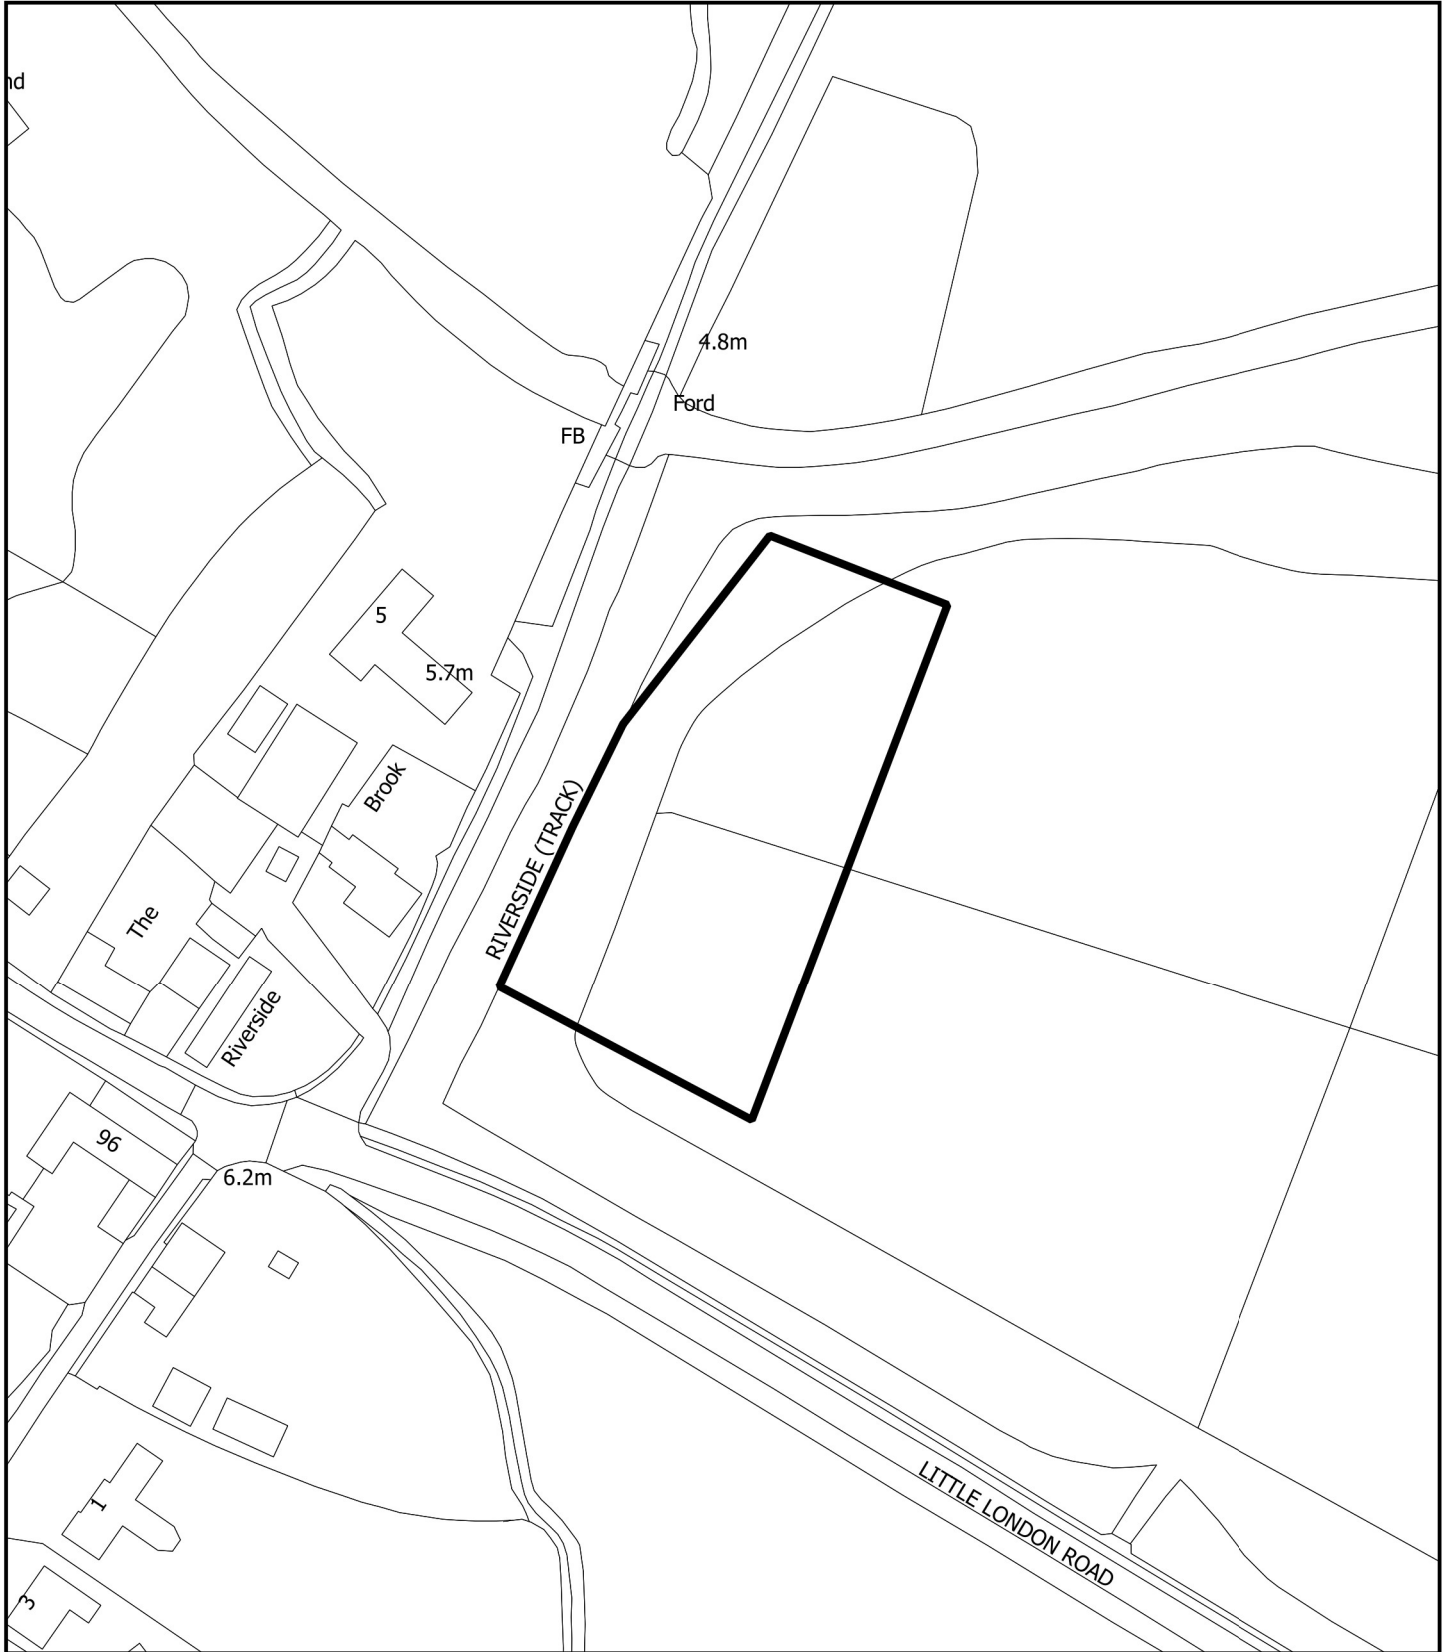 4.8m
Ford
FB
5
5.7m
Brook
RIVERSIDE (TRACK)
The
Riverside
96
6.2m
LITTLE LONDON ROAD
1
3